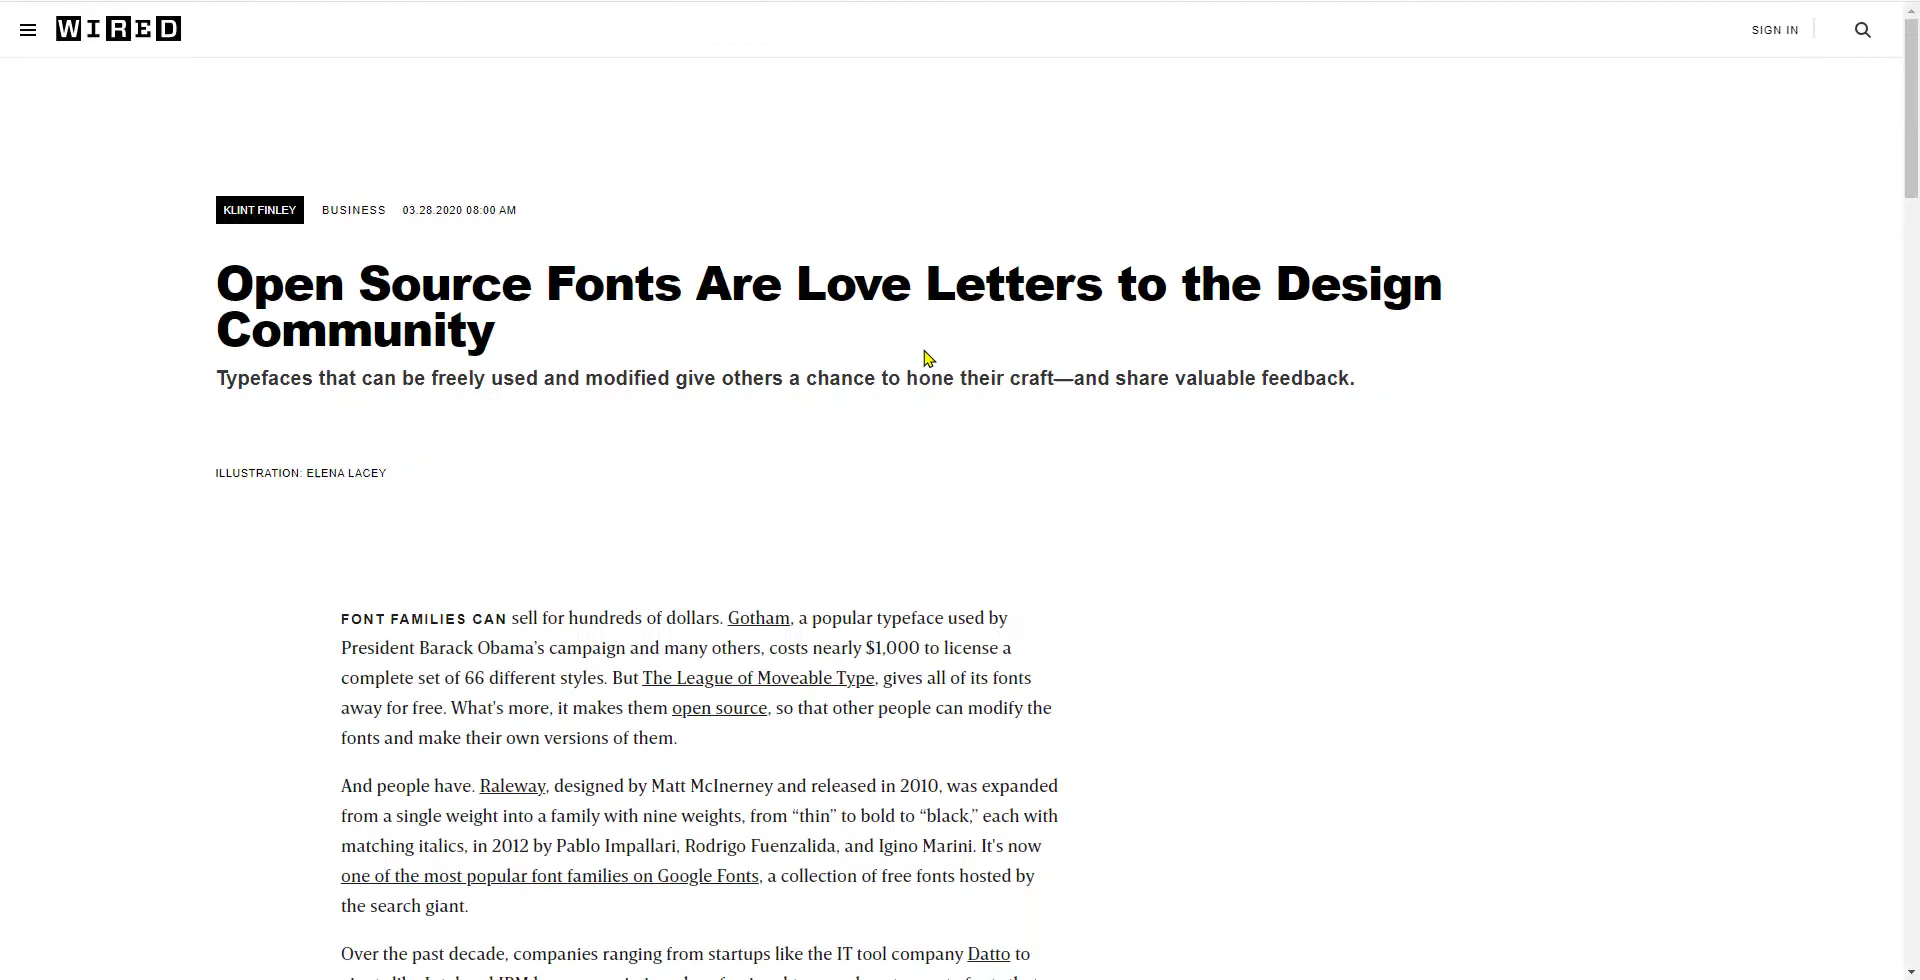 WIRED
SIGN IN
KLINT FINLEY BUSINESS 03.28.2020 08:00 AM
Open Source Fonts Are Love Letters to the Design
Community
Typefaces that can be freely used and modified give others a chance to hone their craft—and share valuable feedback.
ILLUSTRATION: ELENA LACEY
FONT FAMILIES CAN sell for hundreds of dollars. Gotham, a popular typeface used by
President Barack Obama’s campaign and many others, costs nearly $1,000 to license a
complete set of 66 different styles. But The League of Moveable Type, gives all of its fonts
away for free. What's more, it makes them open source, so that other people can modify the
fonts and make their own versions of them.
And people have. Raleway, designed by Matt McInerney and released in 2010, was expanded
from a single weight into a family with nine weights, from “thin” to bold to “black,” each with
matching italics, in 2012 by Pablo Impallari, Rodrigo Fuenzalida, and Igino Marini. It's now
one of the most popular font families on Google Fonts, a collection of free fonts hosted by
the search giant.
Over the past decade, companies ranging from startups like the IT tool company Datto to